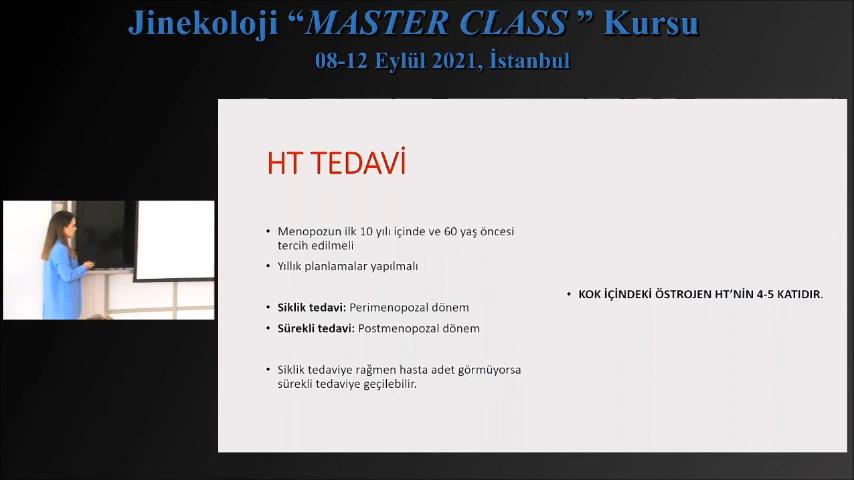 Jinekoloji “MASTER CLASS ” Kursu
08-12 Eylül 2021, İstanbul
HT TEDAVİ
• Menopozun ilk 10 yılı içinde ve 60 yaş öncesi
tercih edilmeli
• Yıllık planlamalar yapılmalı
• Siklik tedavi: Perimenopozal dönem
• Sürekli tedavi: Postmenopozal dönem
• Siklik tedaviye rağmen hasta adet görmüyorsa
sürekli tedaviye geçilebilir.
• KOK İÇİNDEKİ ÖSTROJEN HT’NİN 4-5 KATIDIR.